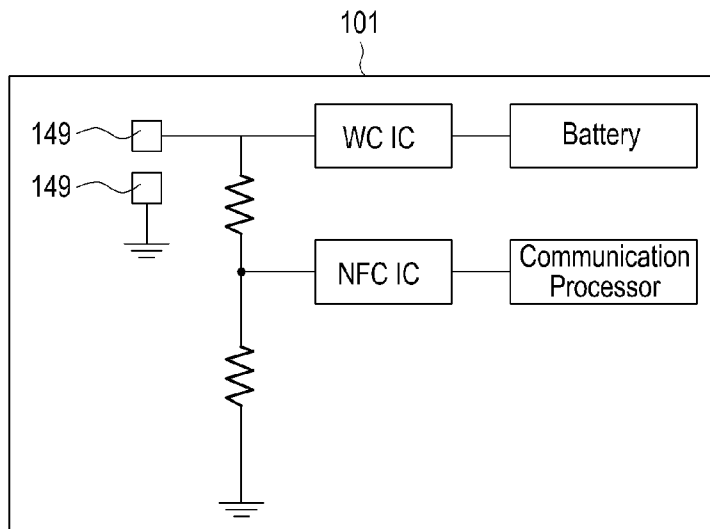 101
149
WC IC
Battery
149
NFC IC
Communication
Processor